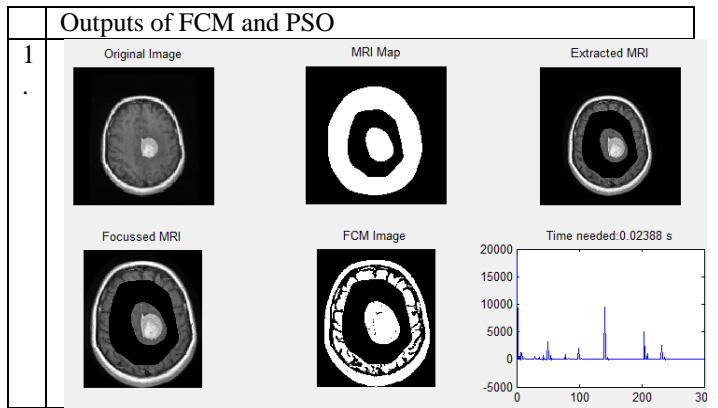 Outputs of FCM and PSO
1
.
Original Image
MRI Map
Extracted MRI
Focussed MRI
FCM Image
Time needed:0.02388 s
20000
15000
10000
5000
0
-5000
0
100
200
30